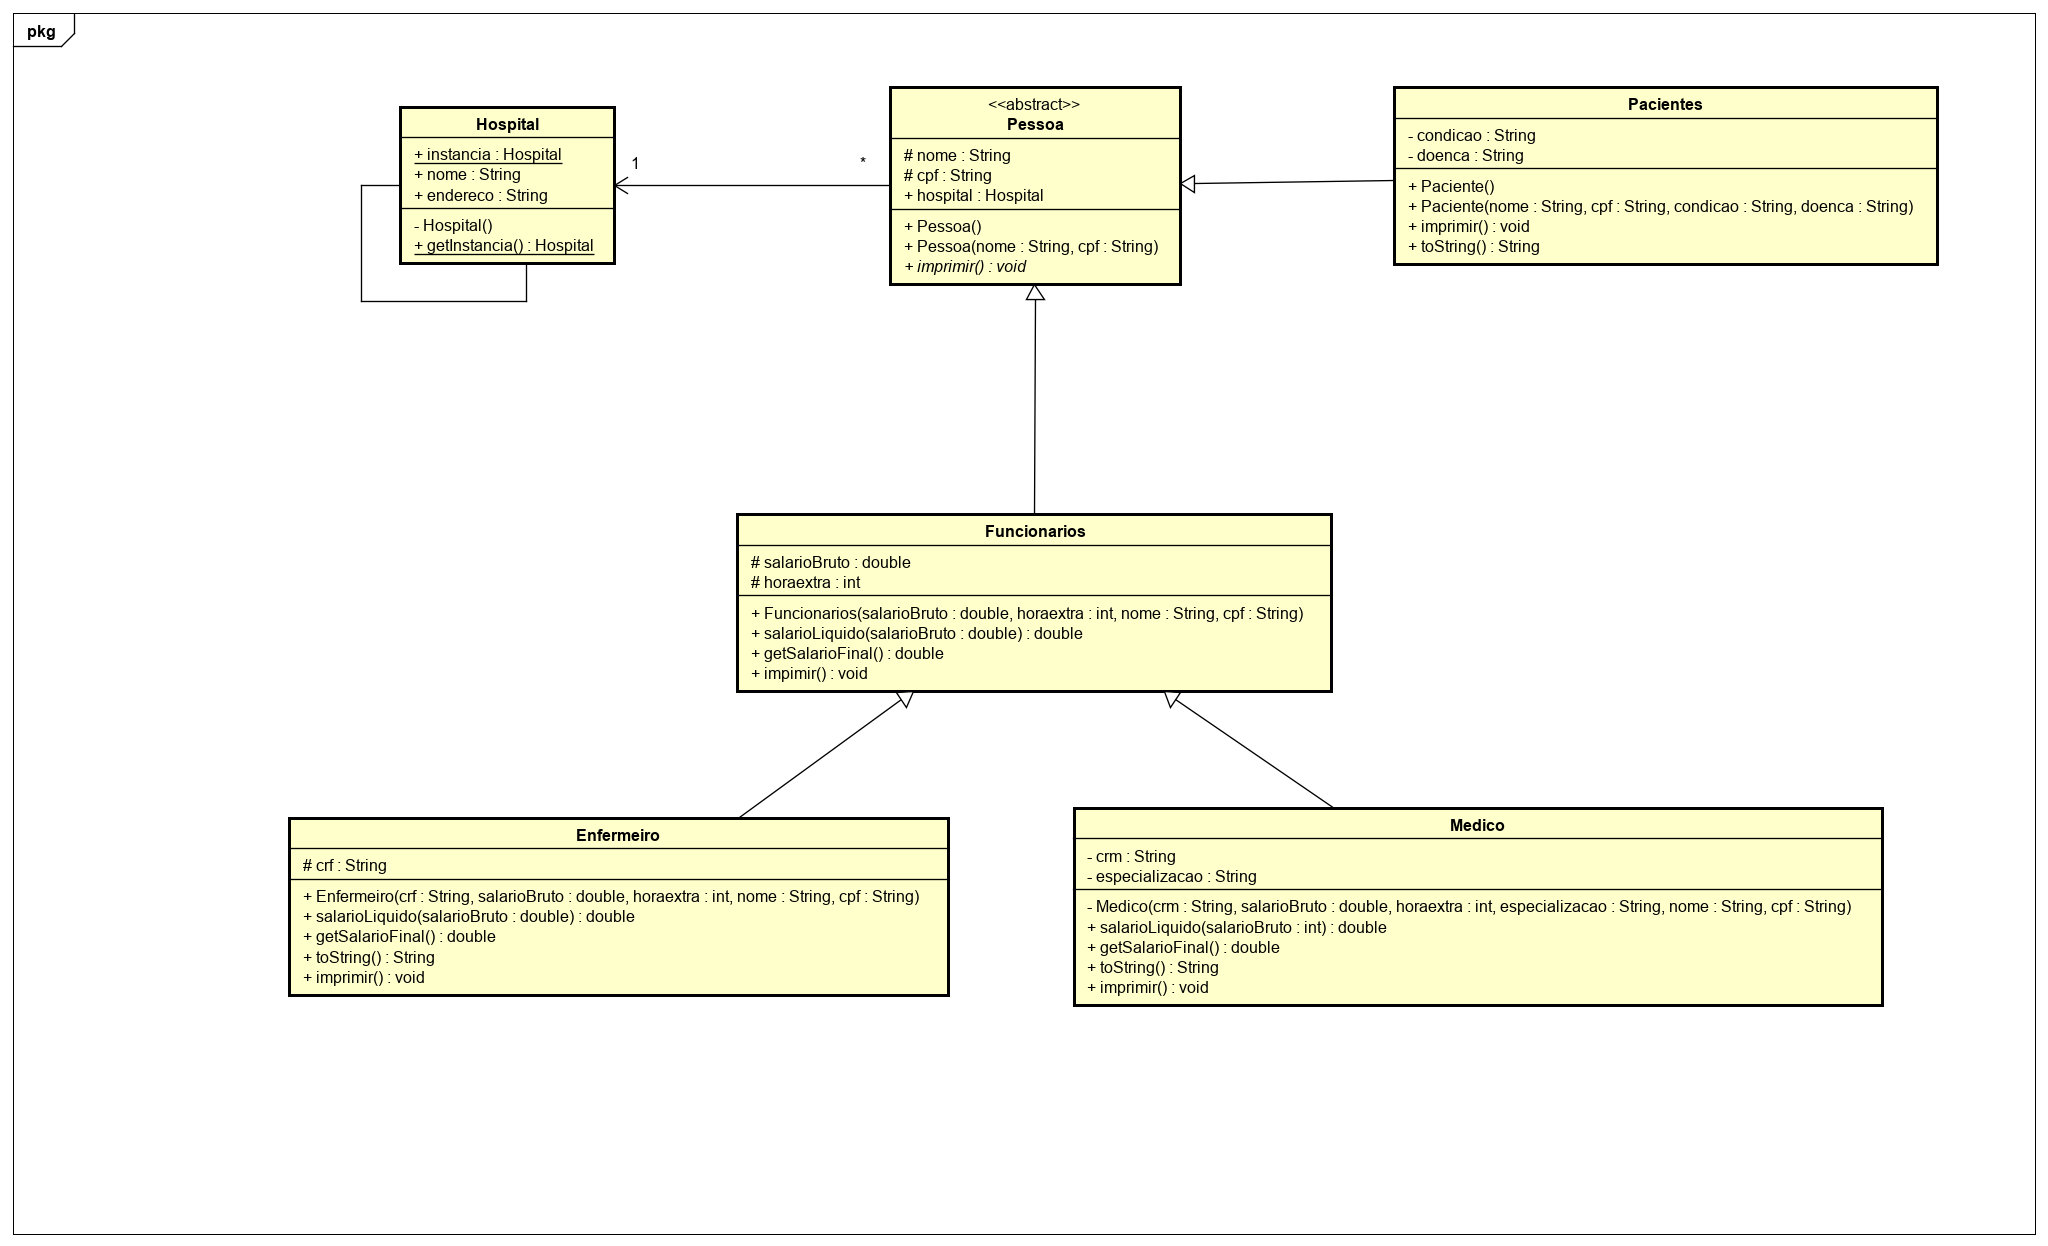 pkg
Hospital
+ instancia : Hospital
+ nome : String
+ endereco : String
- Hospital()
+ getInstancia() : Hospital
1
*
<<abstract>>
Pessoa
# nome : String
# cpf : String
+ hospital : Hospital
+ Pessoa()
+ Pessoa(nome : String, cpf : String)
+ imprimir() : void
Pacientes
- condicao : String
- doenca : String
+ Paciente()
+ Paciente(nome : String, cpf : String, condicao : String, doenca : String)
+ imprimir() : void
+ toString() : String
Funcionarios
# salarioBruto : double
# horaextra : int
+ Funcionarios(salarioBruto : double, horaextra : int, nome : String, cpf : String)
+ salarioLiquido(salarioBruto : double) : double
+ getSalarioFinal() : double
+ impimir() : void
Enfermeiro
# crf : String
+ Enfermeiro(crf : String, salarioBruto : double, horaextra : int, nome : String, cpf : String)
+ salarioLiquido(salarioBruto : double) : double
+ getSalarioFinal() : double
+ toString() : String
+ imprimir() : void
Medico
- crm : String
- especializacao : String
- Medico(crm : String, salarioBruto : double, horaextra : int, especializacao : String, nome : String, cpf : String)
+ salarioLiquido(salarioBruto : int) : double
+ getSalarioFinal() : double
+ toString() : String
+ imprimir() : void